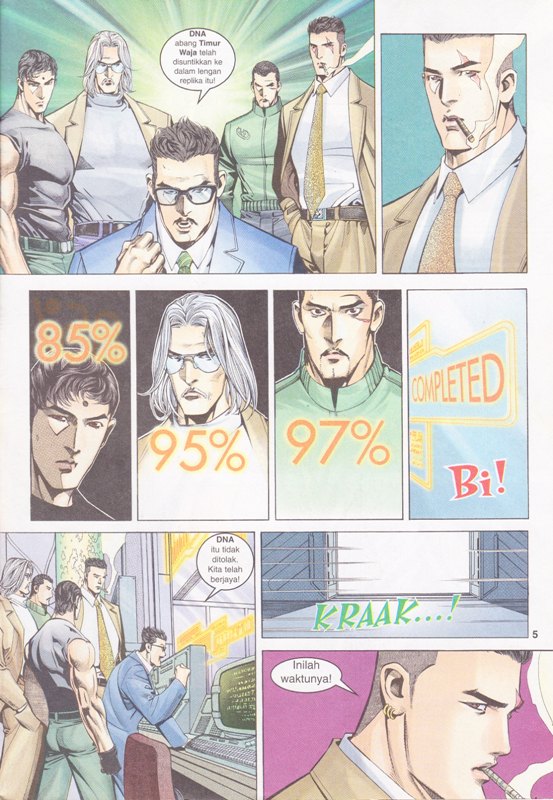 DNA
abang Timur
Waja telah
disuntikkan ke
dalam lengan
replika itu!
85%
95%
97%
COMPLETED
Bi!
DNA
itu tidak
ditolak.
Kita telah
berjaya!
KRAAK...!
5
Inilah
waktunya!